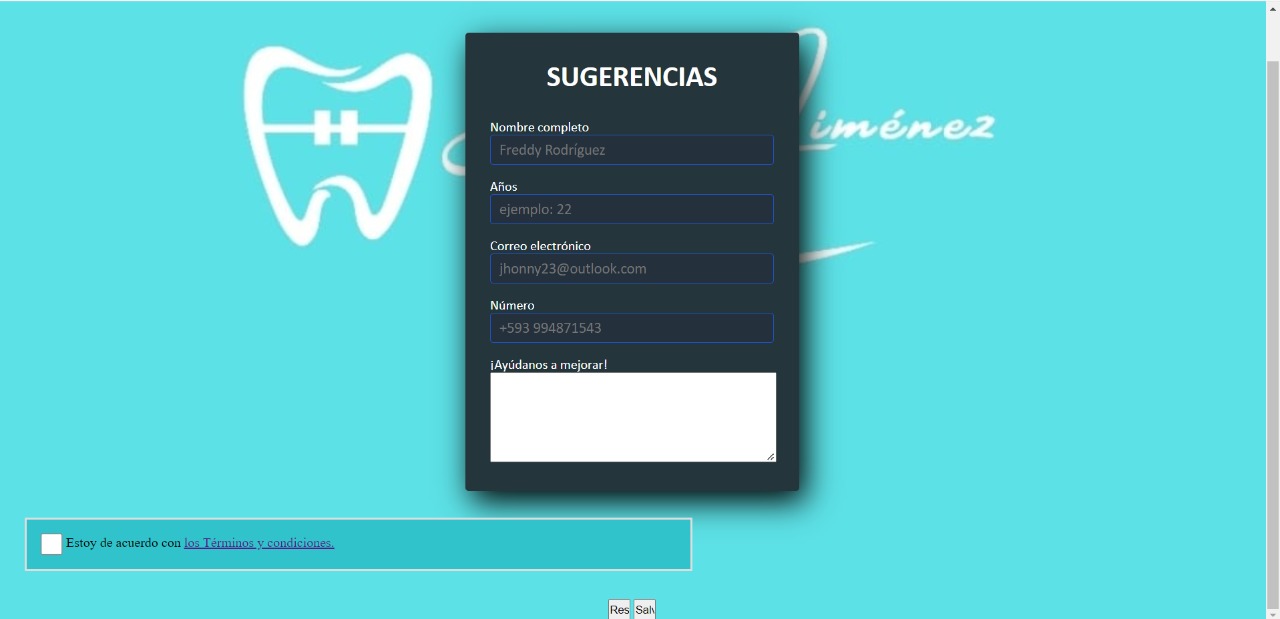 SUGERENCIAS
iménez
Nombre completo
Freddy Rodríguez
Años
ejemplo: 22
Correo electrónico
jhonny23@outlook.com
Número
+593 994871543
¡Ayúdanos a mejorar!
Estoy de acuerdo con los Términos y condiciones.
Res Salv